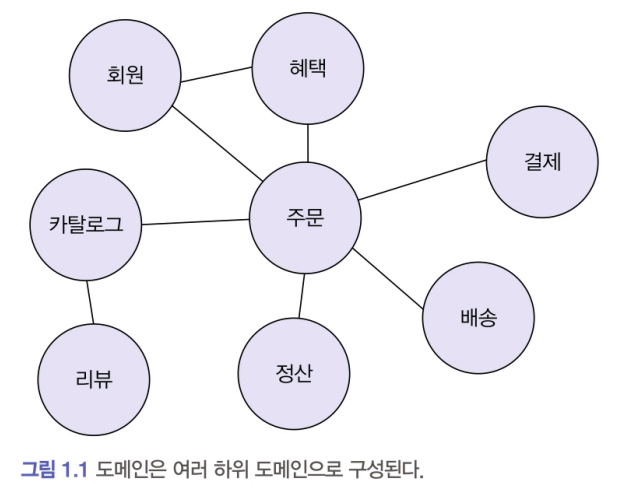 회원
혜택
결제
카탈로그
주문
배송
리뷰
정산
그림 1.1 도메인은 여러 하위 도메인으로 구성된다.